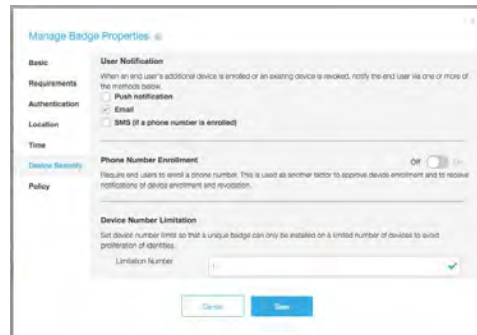 Manage Badge Properties
Basic
User Notification
When an end user's additional device is enrolled or an existing device is revoked, notify the end user via one or more of
the methods below.
Requirements
Push notification
Email
Authentication
SMS (if a phone number is enrolled)
Location
Time
Device Security
Phone Number Enrollment
Off
On
Require end users to enroll a phone number. This is used as another factor to approve device enrollment and to receive
notifications of device enrollment and revocation.
Policy
Device Number Limitation
Set device number limit so that a unique badge can only be installed on a limited number of devices to avoid
proliferation of identities.
Limitation Number
Cancel
Save